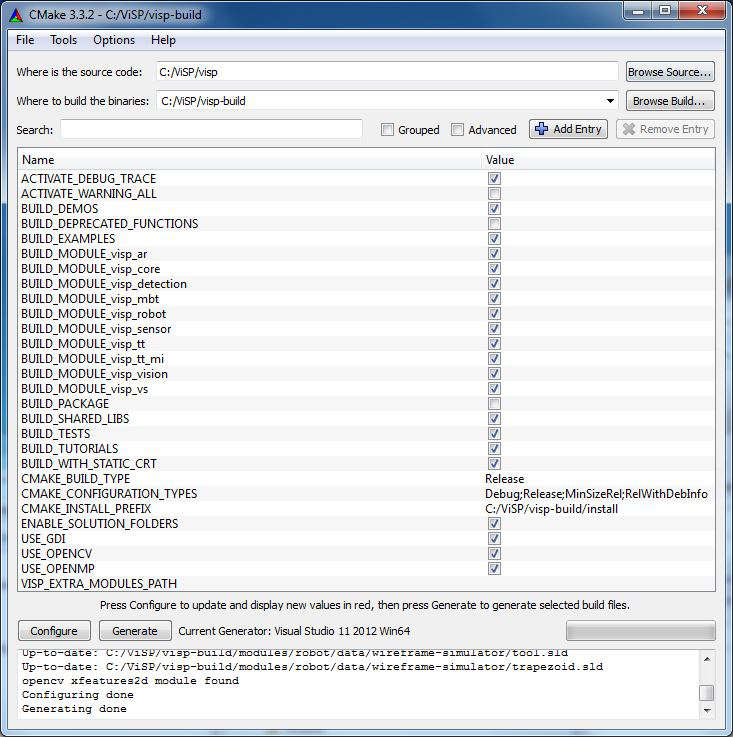 CMake 3.3.2 - C:/ViSP/visp-build
File Tools Options Help
Where is the source code: C:/ViSP/visp Browse Source...
Where to build the binaries: C:/ViSP/visp-build Browse Build...
Search: Grouped Advanced Add Entry Remove Entry
Name Value
ACTIVATE_DEBUG_TRACE
ACTIVATE_WARNING_ALL
BUILD_DEMOS
BUILD_DEPRECATED_FUNCTIONS
BUILD_EXAMPLES
BUILD_MODULE_visp_ar
BUILD_MODULE_visp_core
BUILD_MODULE_visp_detection
BUILD_MODULE_visp_mbt
BUILD_MODULE_visp_robot
BUILD_MODULE_visp_sensor
BUILD_MODULE_visp_tt
BUILD_MODULE_visp_tt_mi
BUILD_MODULE_visp_vision
BUILD_MODULE_visp_vs
BUILD_PACKAGE
BUILD_SHARED_LIBS
BUILD_TESTS
BUILD_TUTORIALS
BUILD_WITH_STATIC_CRT
CMAKE_BUILD_TYPE Release
CMAKE_CONFIGURATION_TYPES Debug;Release;MinSizeRel;RelWithDebInfo
CMAKE_INSTALL_PREFIX C:/ViSP/visp-build/install
ENABLE_SOLUTION_FOLDERS
USE_GDI
USE_OPENCV
USE_OPENMP
VISP_EXTRA_MODULES_PATH
Press Configure to update and display new values in red, then press Generate to generate selected build files.
Configure Generate Current Generator: Visual Studio 11 2012 Win64
Up-to-date: C:/ViSP/visp-build/modules/robot/data/wireframe-simulator/tool.sld
Up-to-date: C:/ViSP/visp-build/modules/robot/data/wireframe-simulator/trapezoid.sld
opencv xfeatures2d module found
Configuring done
Generating done